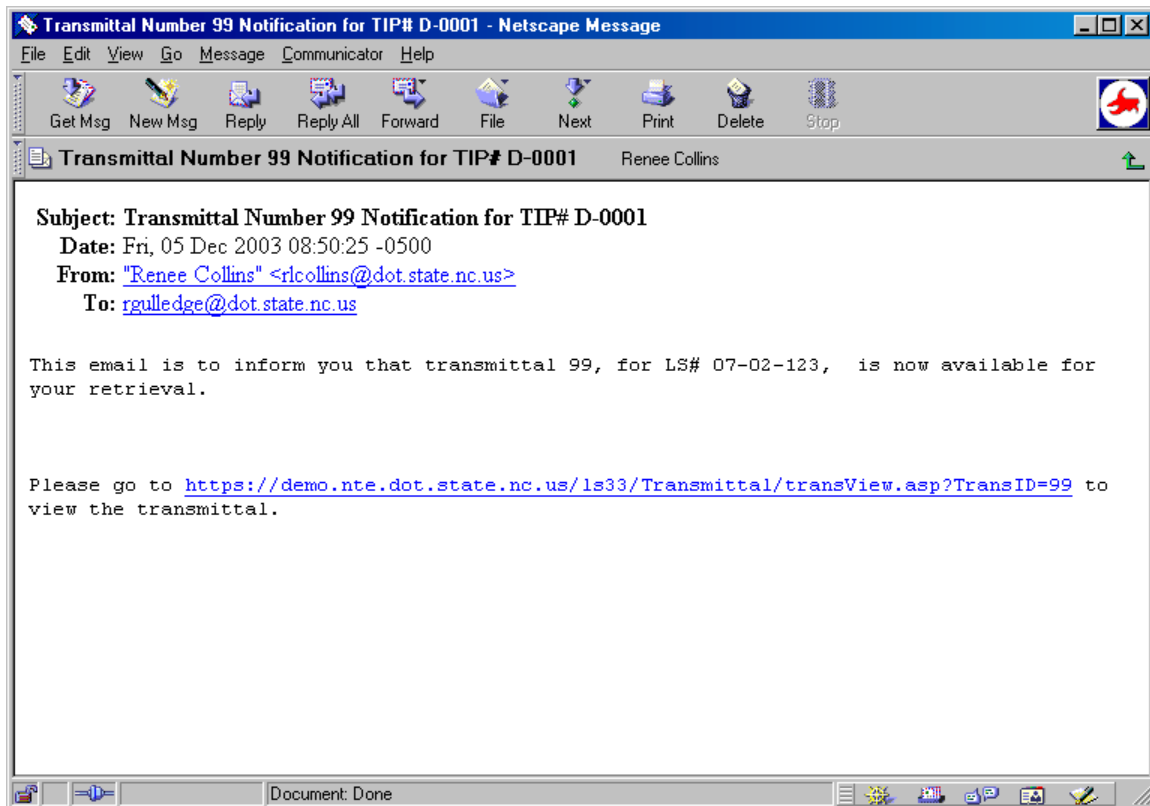 Transmittal Number 99 Notification for TIP# D-0001 - Netscape Message
File Edit View Go Message Communicator Help
Get Msg New Msg Reply Reply All Forward File Next Print Delete Stop
Transmittal Number 99 Notification for TIP# D-0001 Renee Collins
Subject: Transmittal Number 99 Notification for TIP# D-0001
Date: Fri, 05 Dec 2003 08:50:25 -0500
From: "Renee Collins" <rlcollins@dot.state.nc.us>
To: rgulledge@dot.state.nc.us
This email is to inform you that transmittal 99, for LS# 07-02-123,  is now available for
your retrieval.
Please go to https://demo.nte.dot.state.nc.us/ls33/Transmittal/transView.asp?TransID=99 to
view the transmittal.
Document: Done